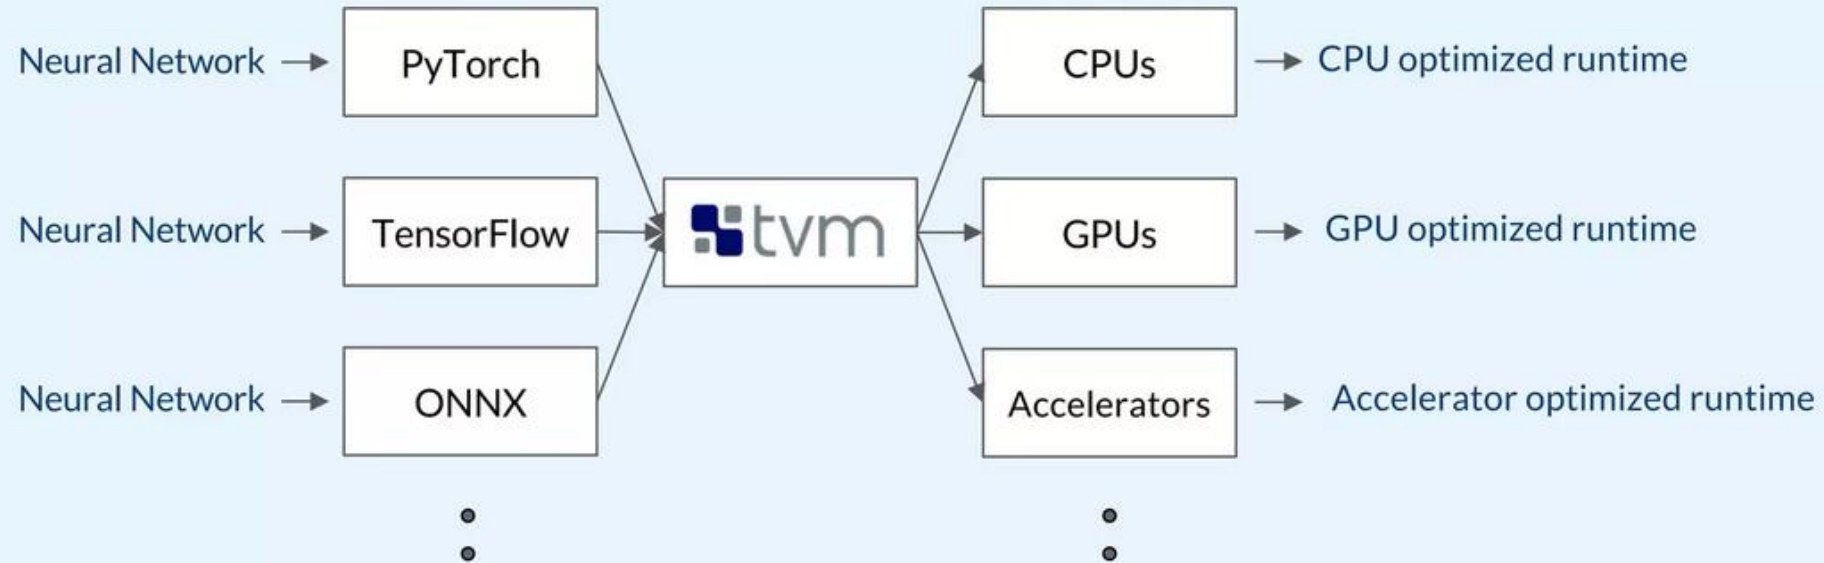 Neural Network
PyTorch
CPUs
CPU optimized runtime
Neural Network
TensorFlow
tvm
GPUs
GPU optimized runtime
Neural Network
ONNX
Accelerators
Accelerator optimized runtime